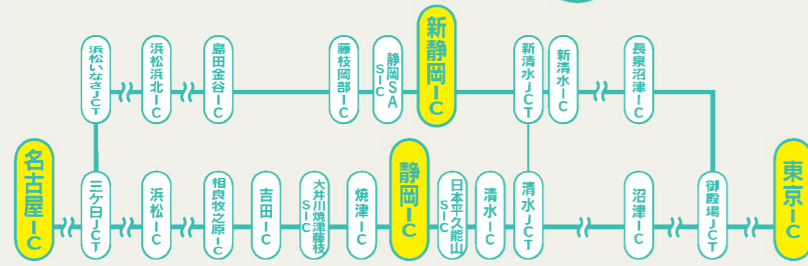 浜松いなさJCT
浜松浜北IC
島田金谷IC
藤枝岡部IC
静岡SA
SIC
新静岡IC
新清水JCT
新清水IC
長泉沼津IC
名古屋IC
三ケ日JCT
浜松IC
相良牧之原IC
吉田IC
大井川焼津藤枝
SIC
焼津IC
静岡IC
日本平久能山
SIC
清水IC
清水JCT
沼津IC
御殿場JCT
東京IC